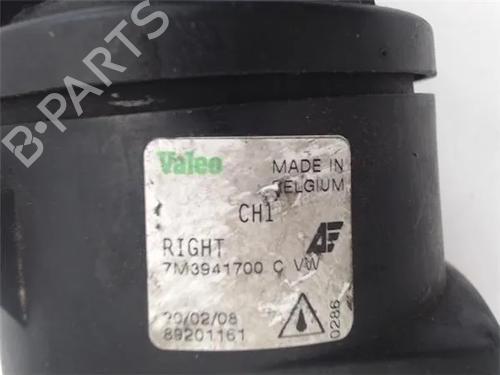 B-PARTS
Valeo
MADE IN
BELGIUM
CH1
RIGHT
7M3941700 C VW
20/02/08
89201161
0286